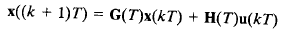 x((k + 1)T) = G(T)x(kT) + H(T)u(kT)